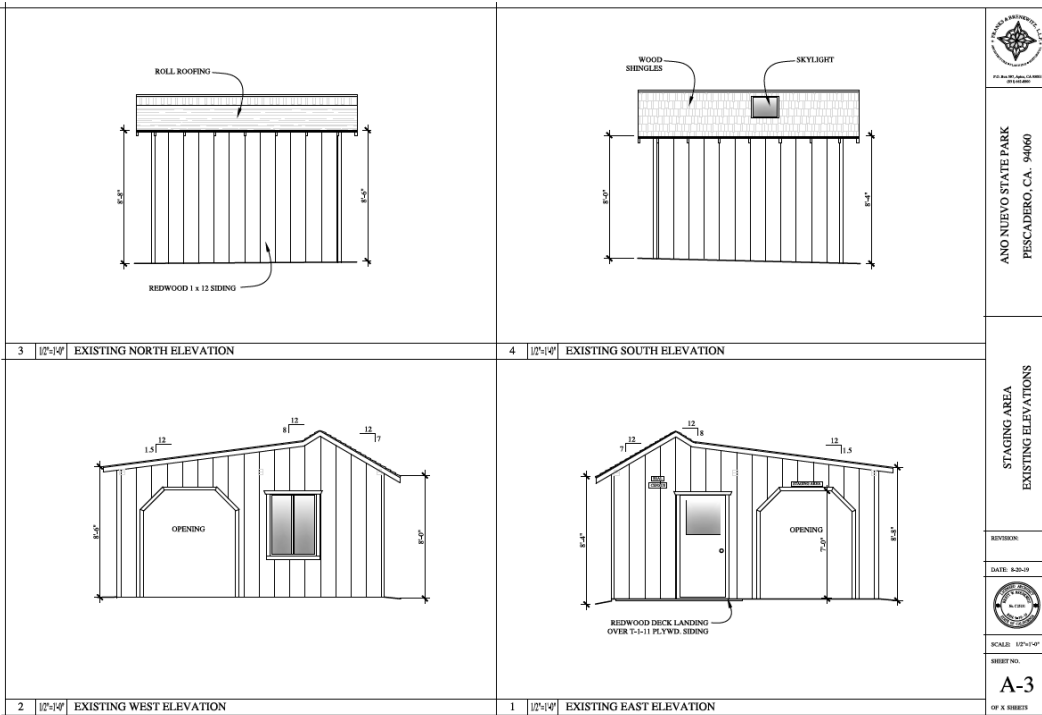 ROLL ROOFING
8'-8"
8'-6"
REDWOOD 1 x 12 SIDING
3 1/2"=1'-0" EXISTING NORTH ELEVATION
WOOD
SHINGLES
SKYLIGHT
8'-0"
8'-4"
4 1/2"=1'-0" EXISTING SOUTH ELEVATION
12
1.5
12
8
12
7
OPENING
8'-6"
8'-0"
2 1/2"=1'-0" EXISTING WEST ELEVATION
12
7
12
8
12
1.5
STAGING AREA
OPENING
8'-4"
7'-0"
8'-8"
REDWOOD DECK LANDING
OVER T-1-11 PLYWD. SIDING
1 1/2"=1'-0" EXISTING EAST ELEVATION
ANO NUEVO STATE PARK
PESCADERO, CA. 94060
STAGING AREA
EXISTING ELEVATIONS
REVISION:
DATE: 8-20-19
SCALE: 1/2"=1'-0"
SHEET NO.
A-3
OF X SHEETS